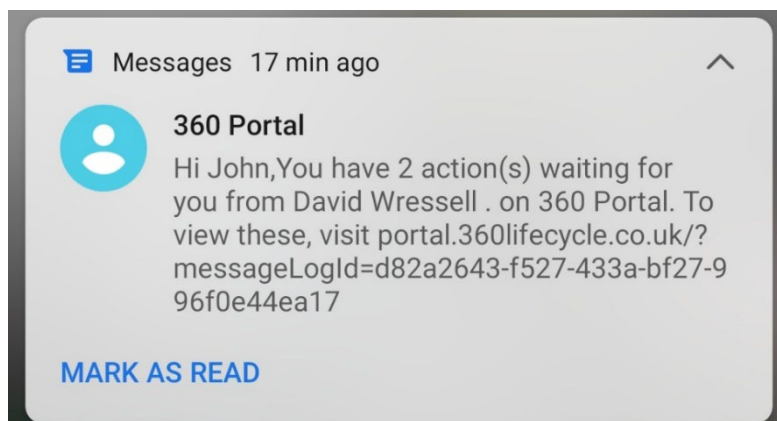 Messages 17 min ago
360 Portal
Hi John,You have 2 action(s) waiting for
you from David Wressell . on 360 Portal. To
view these, visit portal.360lifecycle.co.uk/?
messageLogId=d82a2643-f527-433a-bf27-9
96f0e44ea17
MARK AS READ